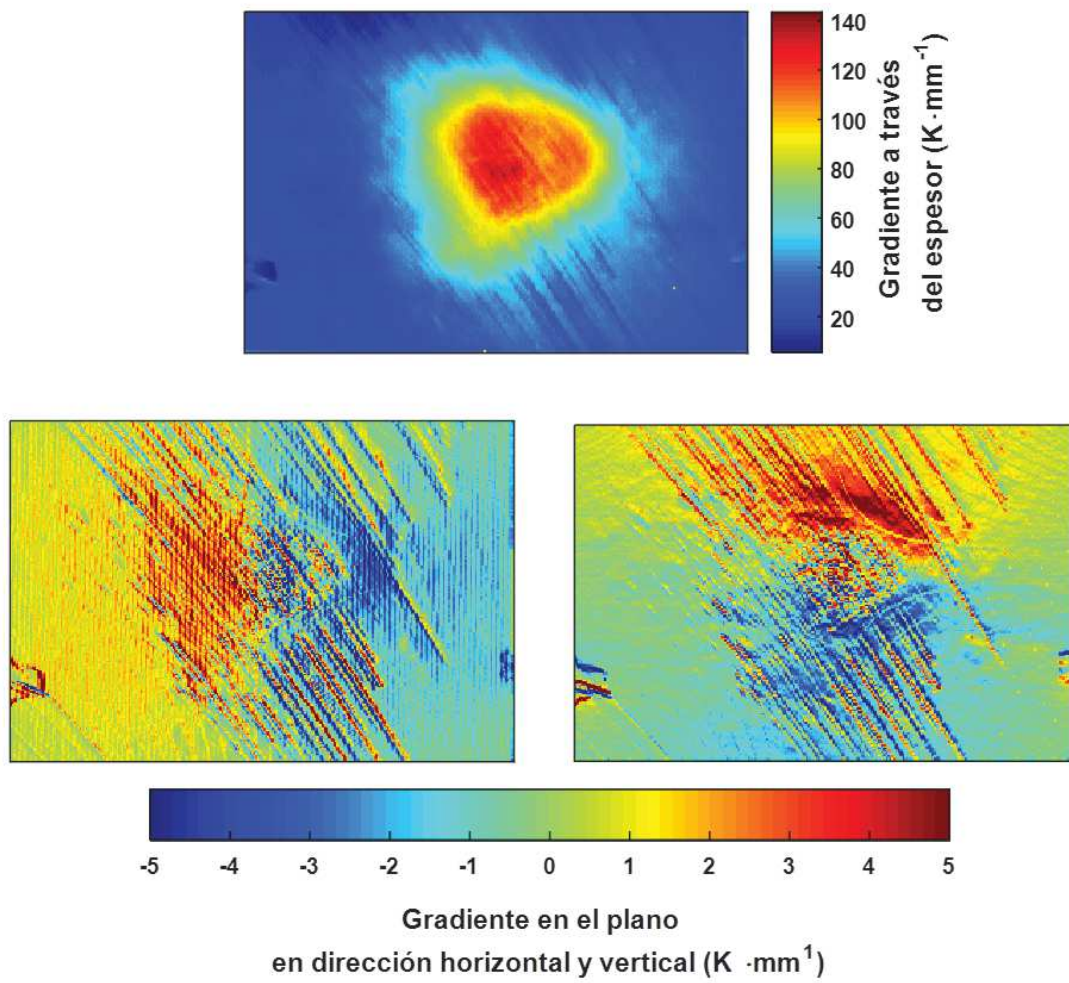 140
120
100
80
60
40
20
Gradiente a través
del espesor (K·mm-1)
-5 -4 -3 -2 -1 0 1 2 3 4 5
Gradiente en el plano
en dirección horizontal y vertical (K ·mm1)